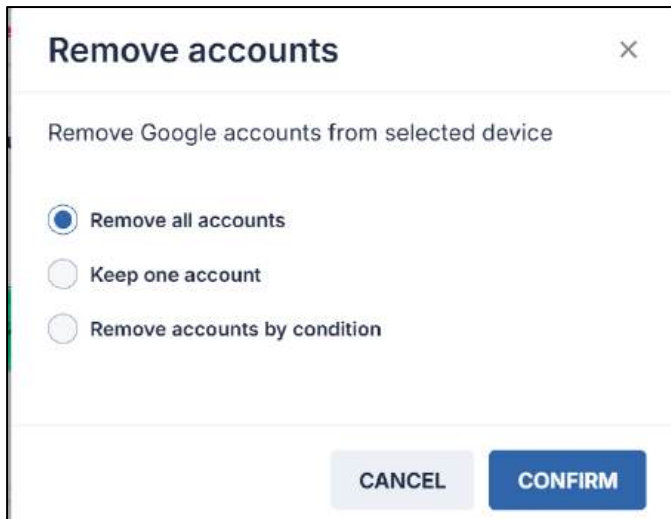 Remove accounts
Remove Google accounts from selected device
Remove all accounts
Keep one account
Remove accounts by condition
CANCEL CONFIRM